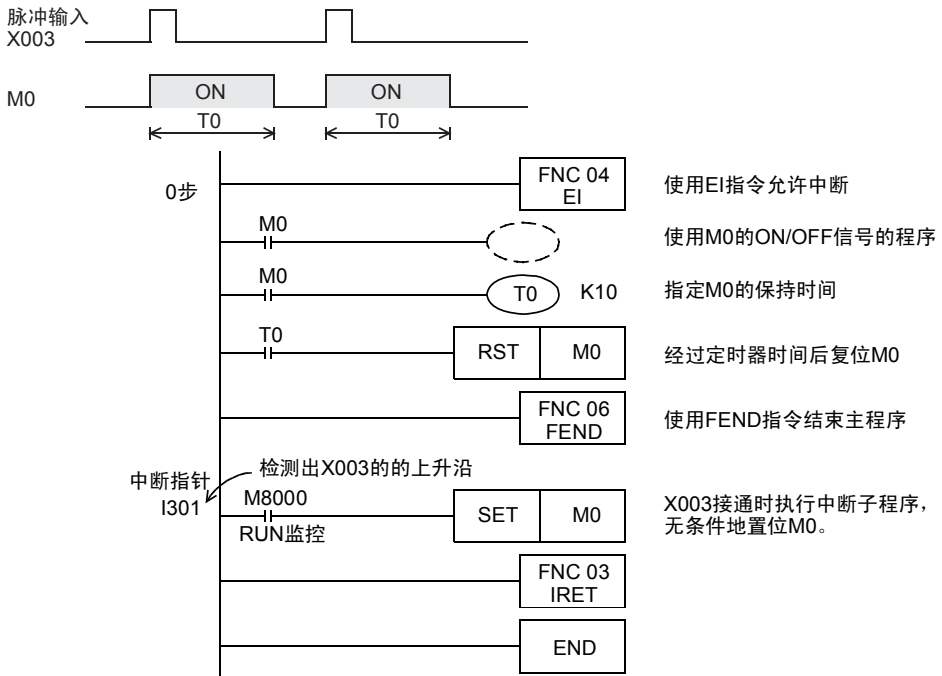 脉冲输入
X003
M0
ON
ON
T0
T0
0步
FNC 04
EI
使用EI指令允许中断
M0
使用M0的ON/OFF信号的程序
M0
T0
K10
指定M0的保持时间
T0
RST
M0
经过定时器时间后复位M0
FNC 06
FEND
使用FEND指令结束主程序
中断指针
I301
检测出X003的的上升沿
M8000
RUN监控
SET
M0
X003接通时执行中断子程序，
无条件地置位M0。
FNC 03
IRET
END